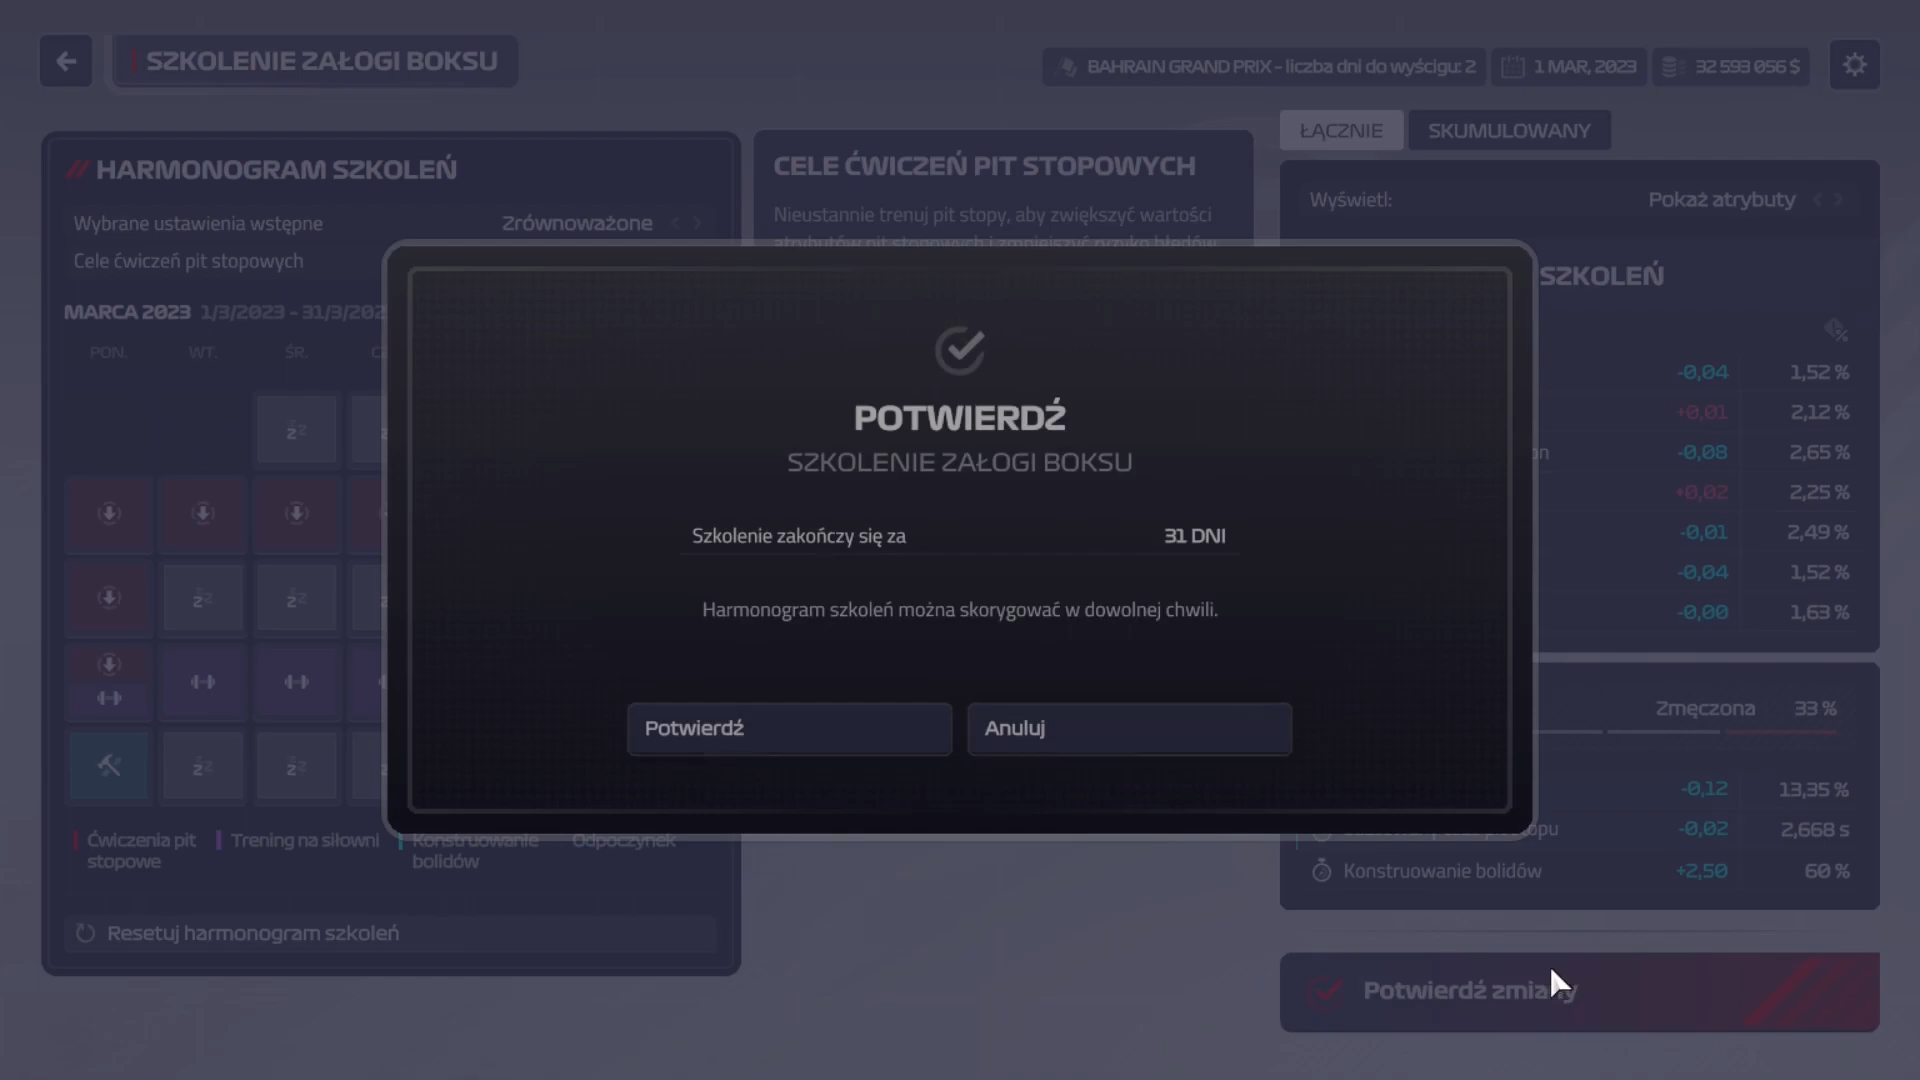 SZKOLENIE ZAŁOGI BOKSU
BAHRAIN GRAND PRIX - liczba dni do wyścigu: 2
1 MAR, 2023
32 593 056 $
HARMONOGRAM SZKOLEŃ
Wybrane ustawienia wstępne
Zrównoważone
Cele ćwiczeń pit stopowych
MARCA 2023 1/3/2023 - 31/3/202
PON. WT. ŚR.
Ćwiczenia pit
stopowe
Trening na siłowni
Konstruowanie
bolidów
Odpoczynek
Resetuj harmonogram szkoleń
CELE ĆWICZEŃ PIT STOPOWYCH
Nieustannie trenuj pit stopy, aby zwiększyć wartości
atrybutów pit stopowych i zmniejszyć ryzyko błędów
POTWIERDŹ
SZKOLENIE ZAŁOGI BOKSU
Szkolenie zakończy się za 31 DNI
Harmonogram szkoleń można skorygować w dowolnej chwili.
Potwierdź
Anuluj
ŁĄCZNIE
SKUMULOWANY
Wyświetl:
Pokaż atrybuty
SZKOLEŃ
-0,04 1,52 %
+0,01 2,12 %
-0,08 2,65 %
+0,02 2,25 %
-0,01 2,49 %
-0,04 1,52 %
-0,00 1,63 %
Zmęczona 33 %
-0,12 13,35 %
-0,02 2,668 s
Konstruowanie bolidów +2,50 60 %
Potwierdź zmiany